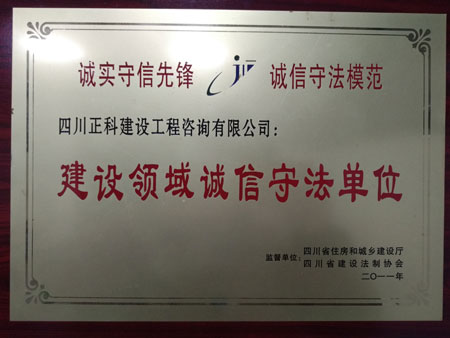 诚实守信先锋 诚信守法模范
四川正科建设工程咨询有限公司：
建设领域诚信守法单位
监督单位：
四川省住房和城乡建设厅
四川省建设法制协会
二〇一一年